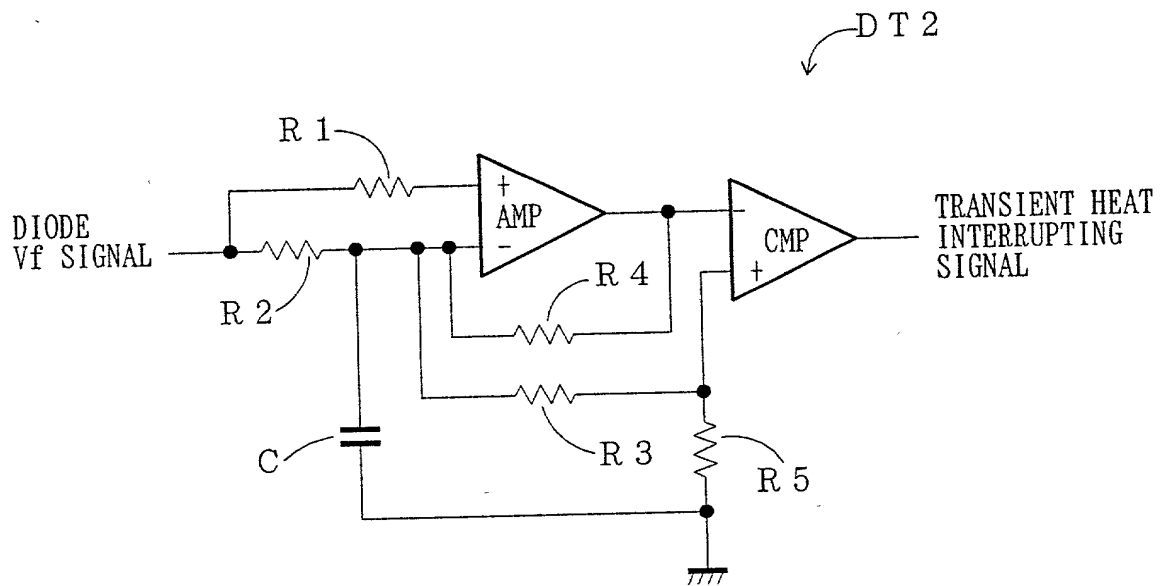 DT2
R1
+
AMP
-
-
CMP
+
DIODE
Vf SIGNAL
TRANSIENT HEAT
INTERRUPTING
SIGNAL
R2
R4
C
R3
R5